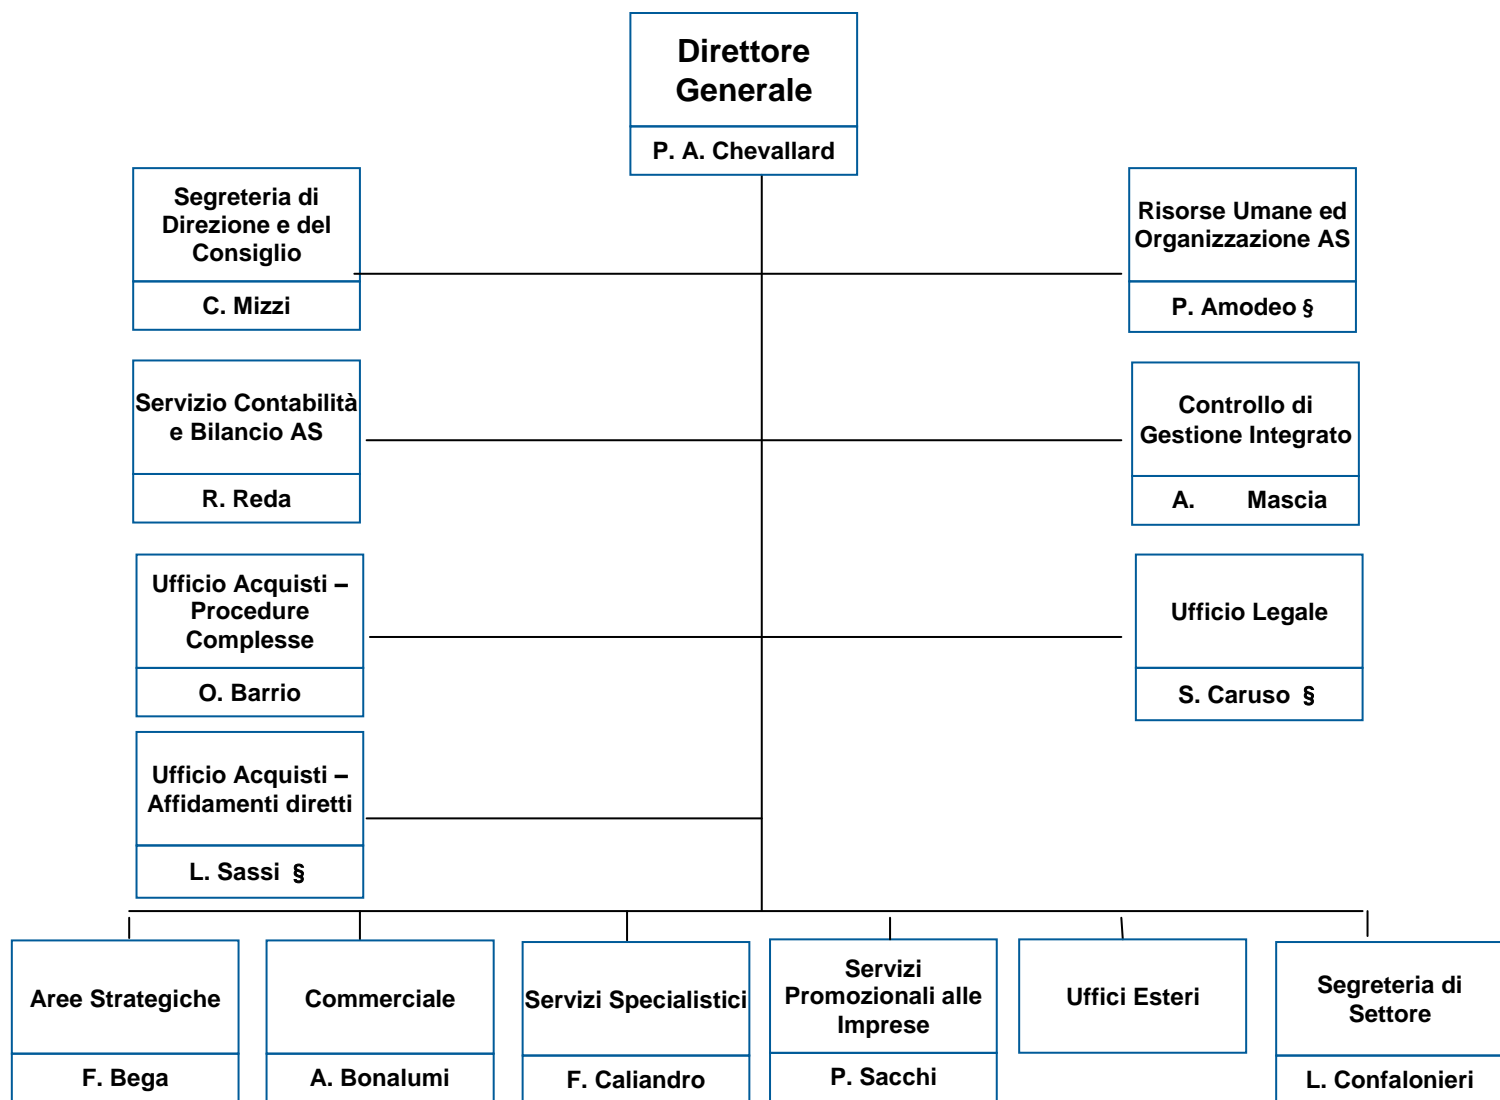 Direttore
Generale
P. A. Chevallard
Segreteria di
Direzione e del
Consiglio
C. Mizzi
Risorse Umane ed
Organizzazione AS
P. Amodeo §
Servizio Contabilità
e Bilancio AS
R. Reda
Controllo di
Gestione Integrato
A. Mascia
Ufficio Acquisti –
Procedure
Complesse
O. Barrio
Ufficio Legale
S. Caruso §
Ufficio Acquisti –
Affidamenti diretti
L. Sassi §
Aree Strategiche
F. Bega
Commerciale
A. Bonalumi
Servizi Specialistici
F. Caliandro
Servizi
Promozionali alle
Imprese
P. Sacchi
Uffici Esteri
Segreteria di
Settore
L. Confalonieri